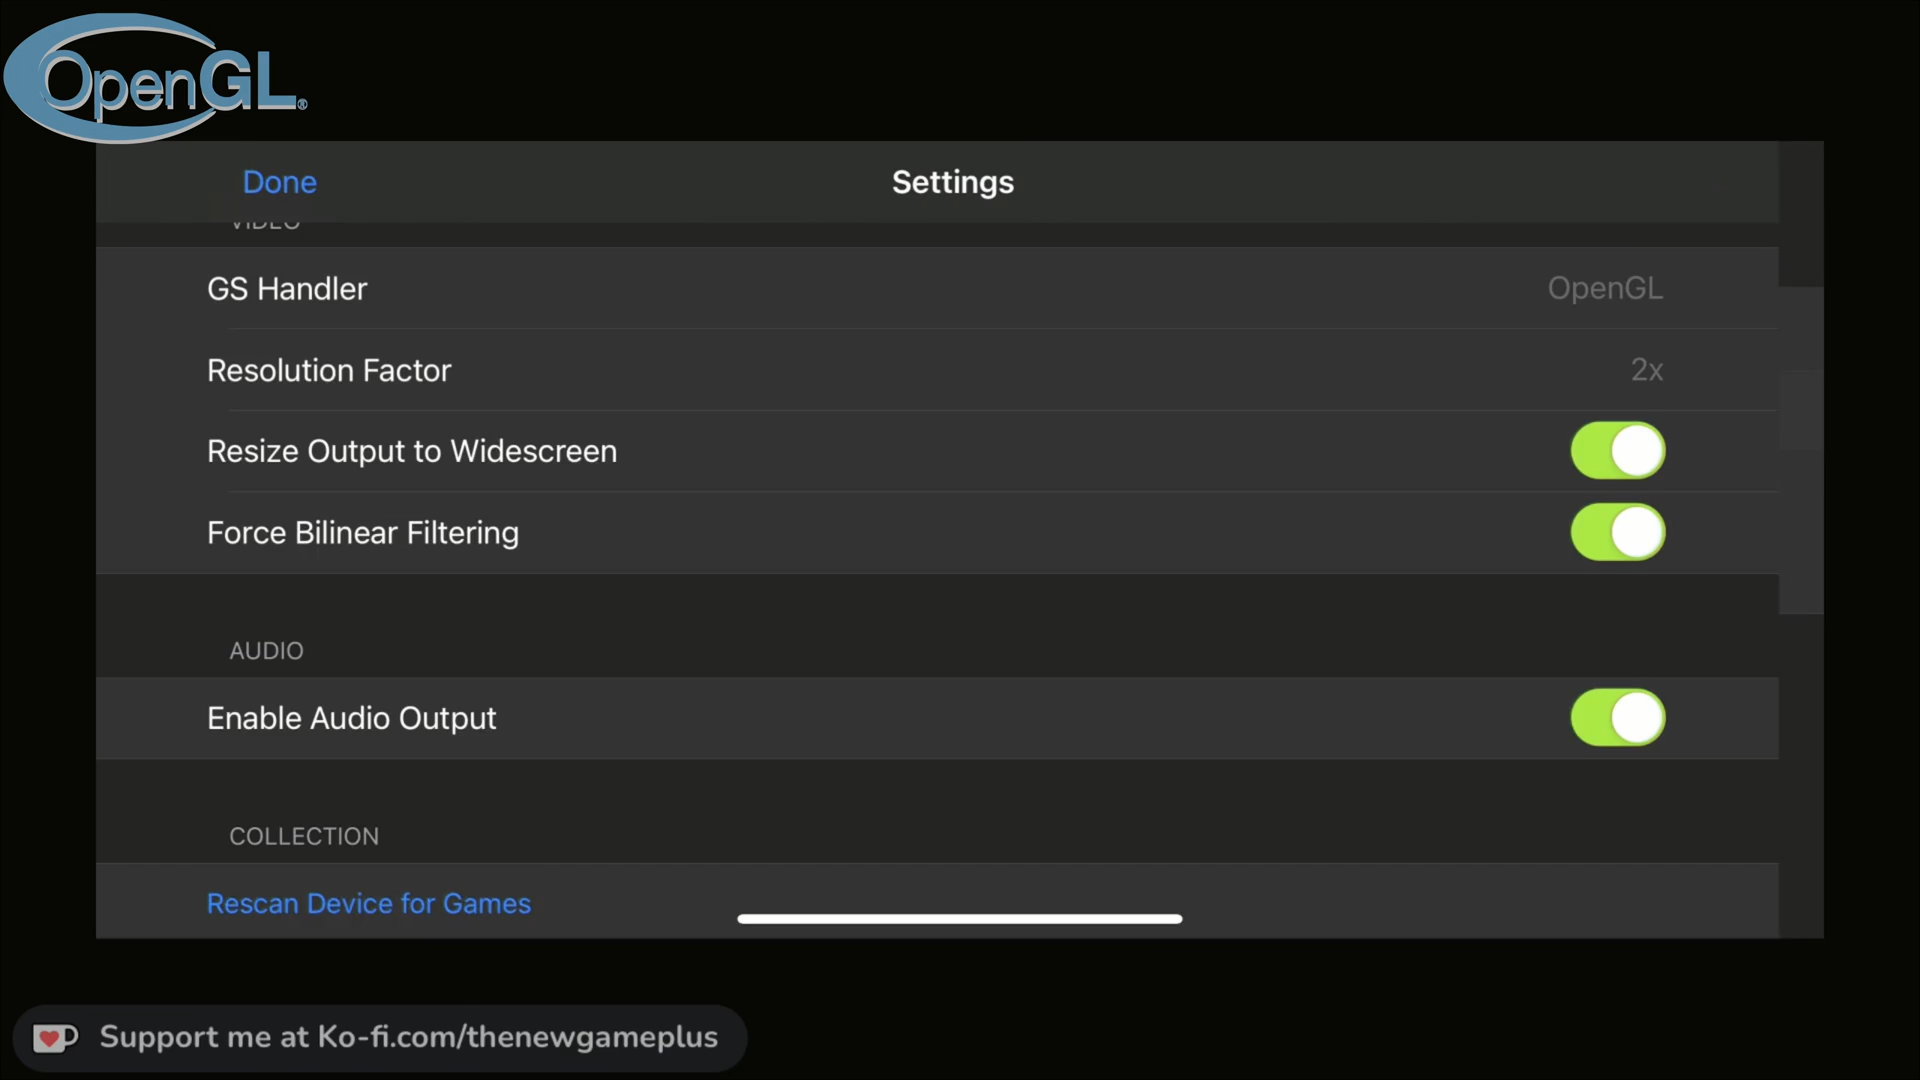 OpenGL®
Done
Settings
VIDEO
GS Handler
OpenGL
Resolution Factor
2x
Resize Output to Widescreen
Force Bilinear Filtering
AUDIO
Enable Audio Output
COLLECTION
Rescan Device for Games
Support me at Ko-fi.com/thenewgameplus